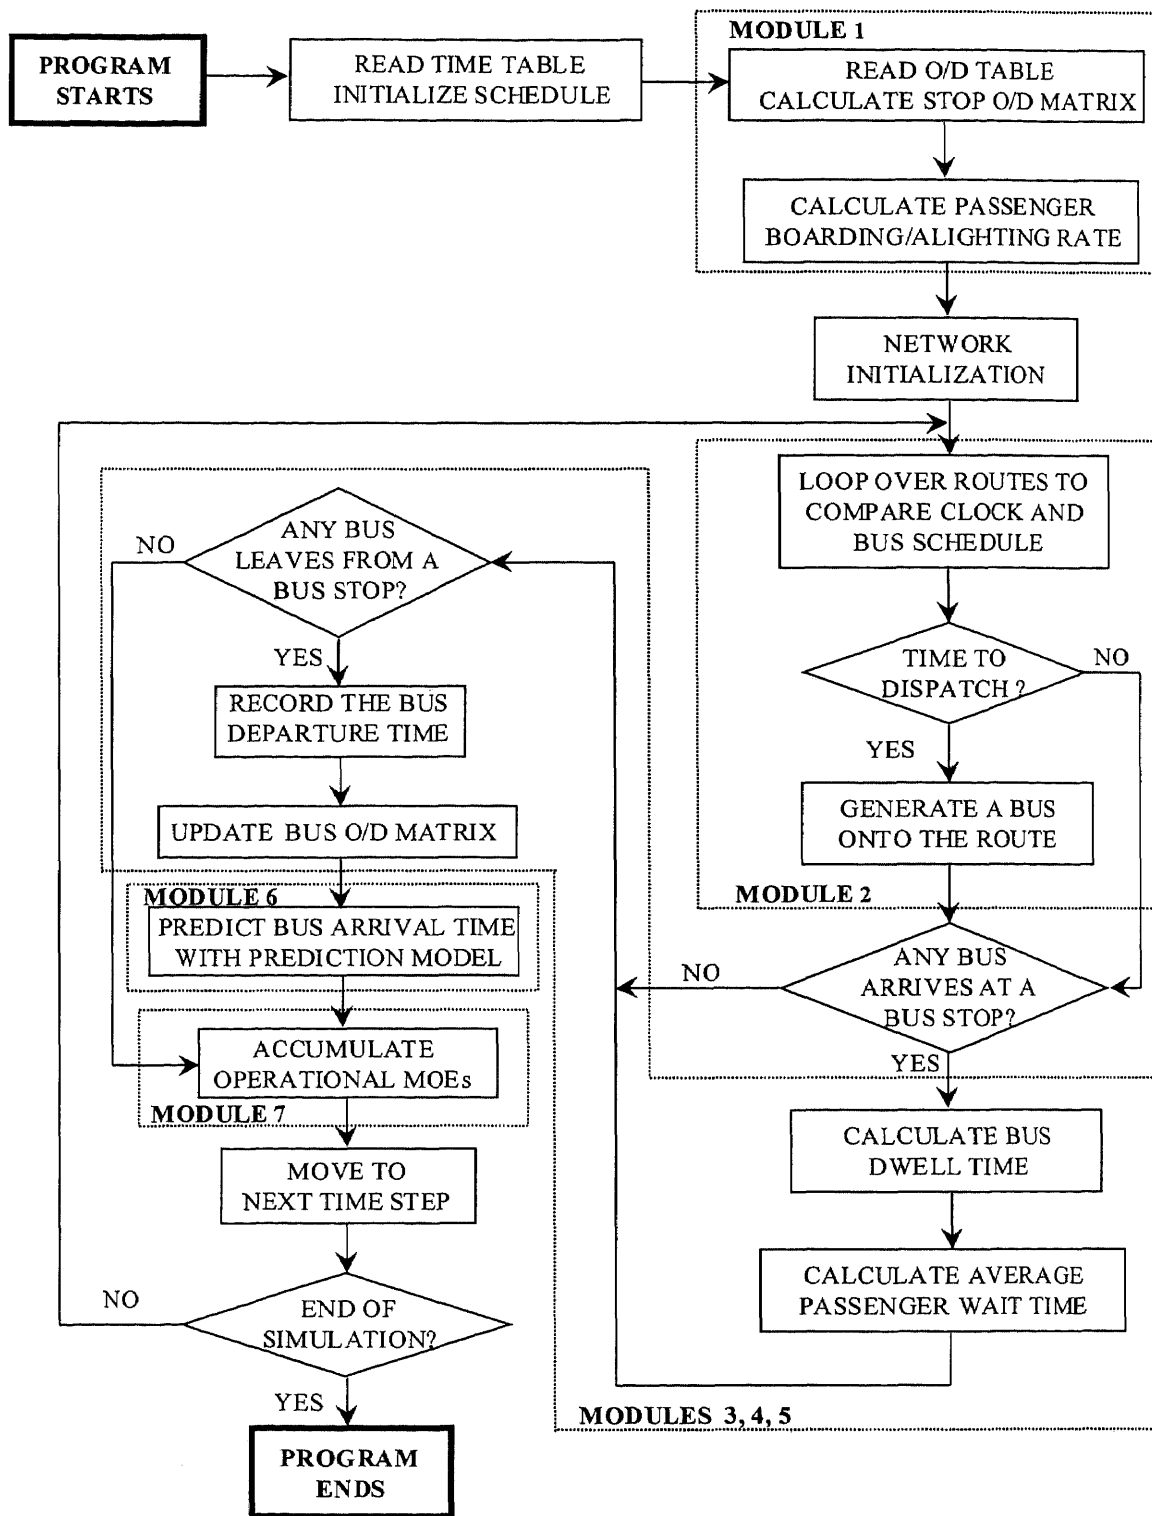 PROGRAM
STARTS
READ TIME TABLE
INITIALIZE SCHEDULE
MODULE 1
READ O/D TABLE
CALCULATE STOP O/D MATRIX
CALCULATE PASSENGER
BOARDING/ALIGHTING RATE
NETWORK
INITIALIZATION
LOOP OVER ROUTES TO
COMPARE CLOCK AND
BUS SCHEDULE
TIME TO
DISPATCH ?
NO
YES
GENERATE A BUS
ONTO THE ROUTE
MODULE 2
ANY BUS
ARRIVES AT A
BUS STOP?
NO
YES
CALCULATE BUS
DWELL TIME
CALCULATE AVERAGE
PASSENGER WAIT TIME
MODULES 3, 4, 5
ANY BUS
LEAVES FROM A
BUS STOP?
NO
YES
RECORD THE BUS
DEPARTURE TIME
UPDATE BUS O/D MATRIX
MODULE 6
PREDICT BUS ARRIVAL TIME
WITH PREDICTION MODEL
ACCUMULATE
OPERATIONAL MOEs
MODULE 7
MOVE TO
NEXT TIME STEP
END OF
SIMULATION?
NO
YES
PROGRAM
ENDS